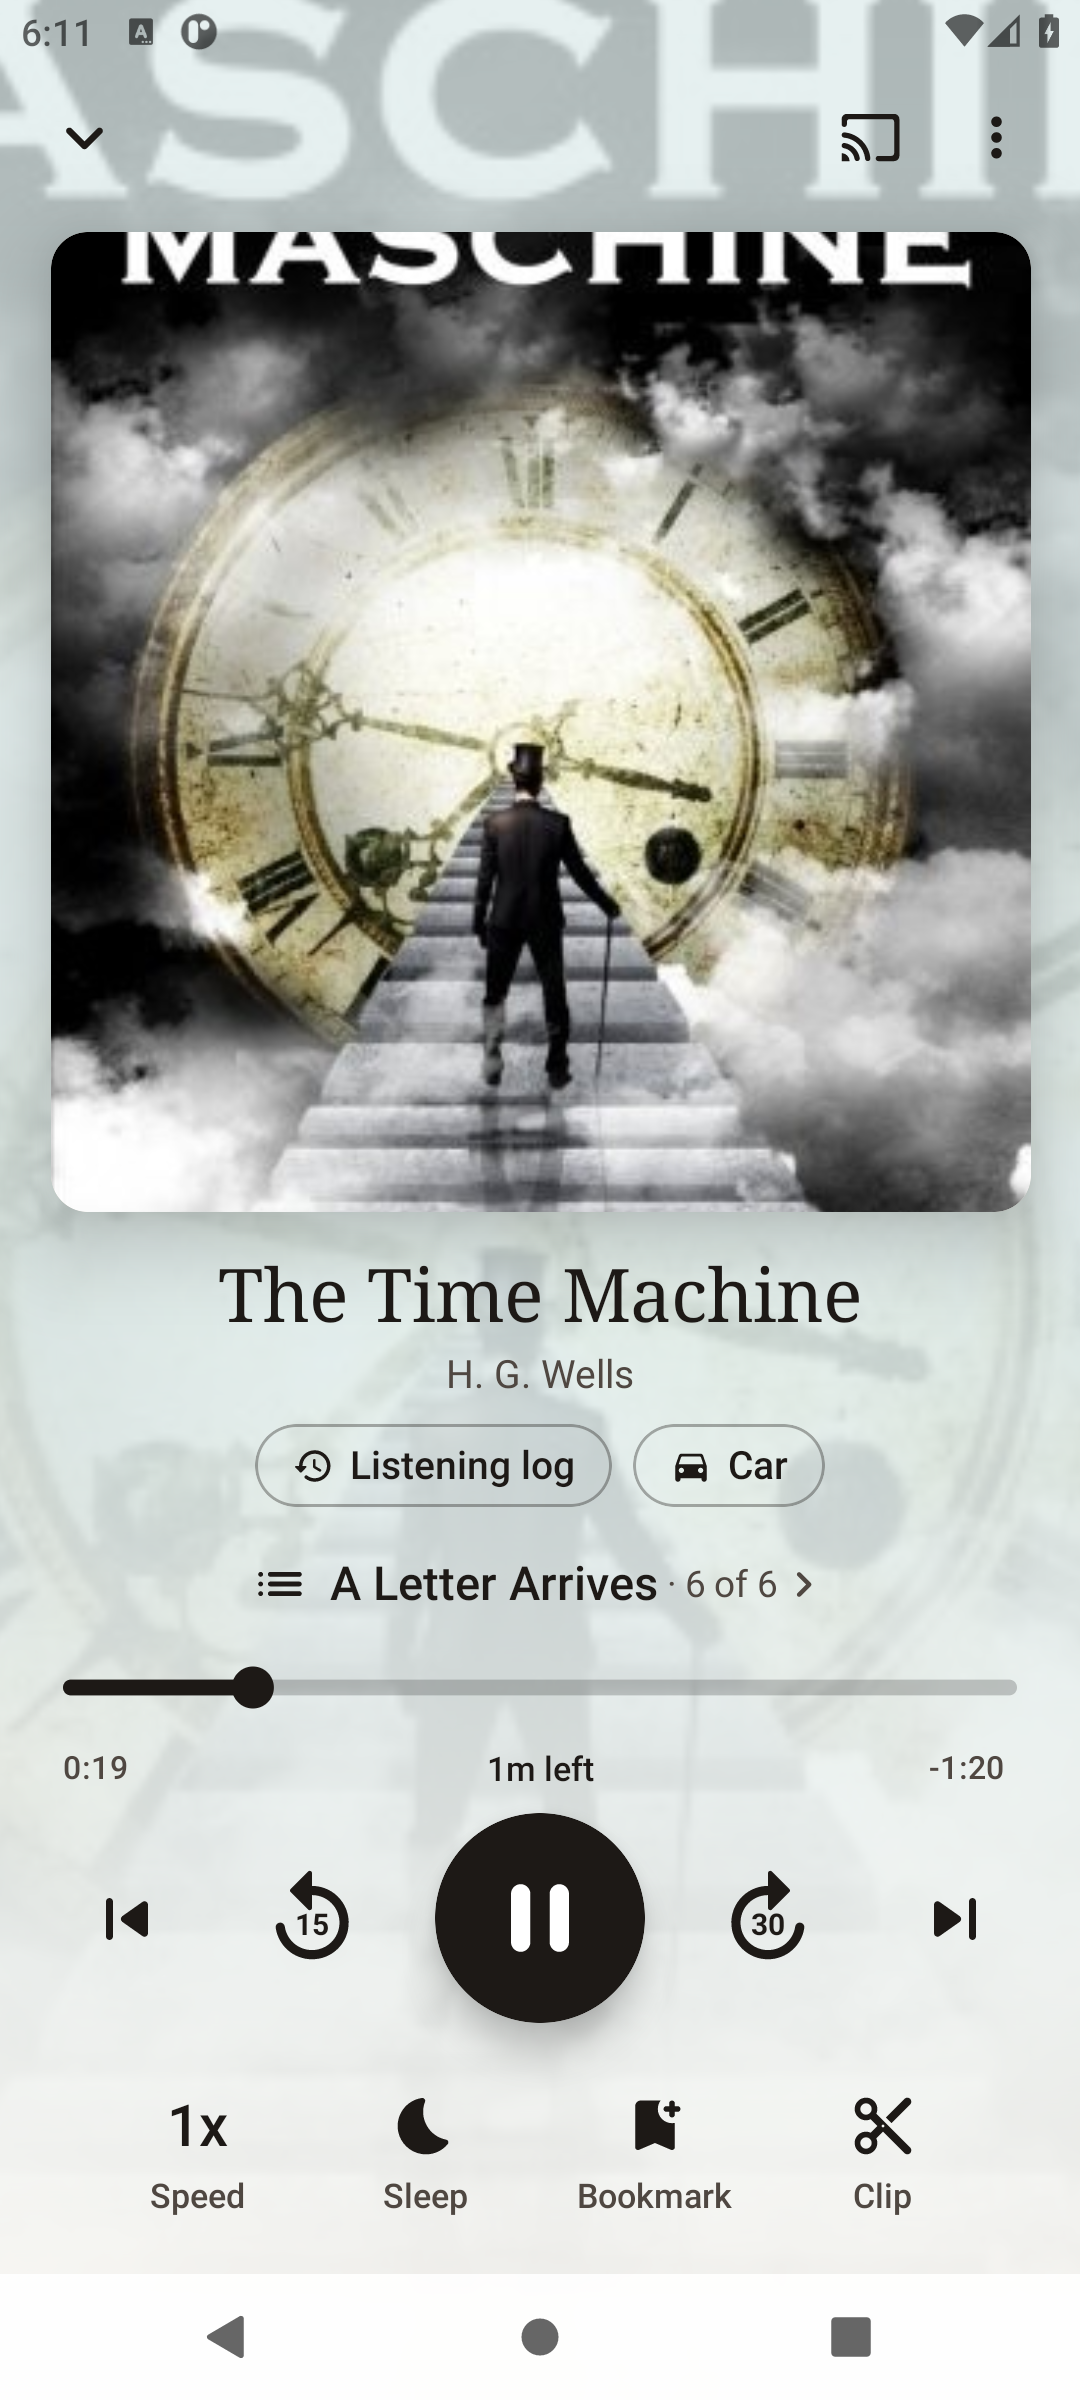 6:11
ASCHI
MASCHINE
The Time Machine
H. G. Wells
Listening log
Car
A Letter Arrives · 6 of 6
0:19
1m left
-1:20
15
30
1x
Speed
Sleep
Bookmark
Clip